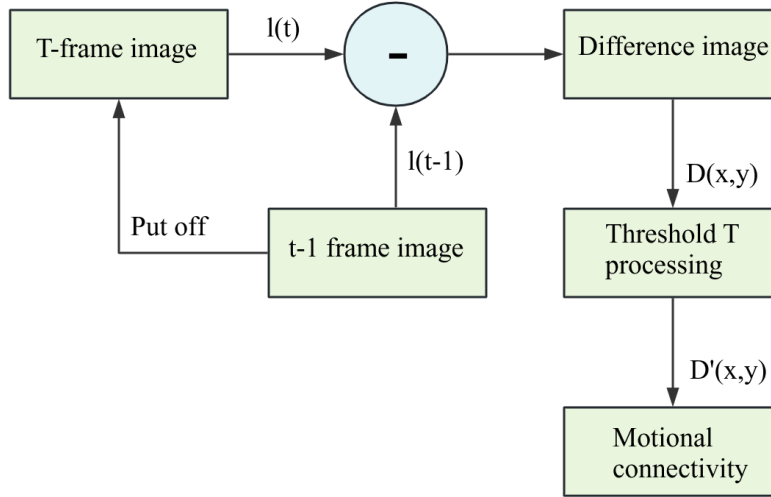 T-frame image
l(t)
-
Difference image
l(t-1)
D(x,y)
Put off
t-1 frame image
Threshold T
processing
D'(x,y)
Motional
connectivity